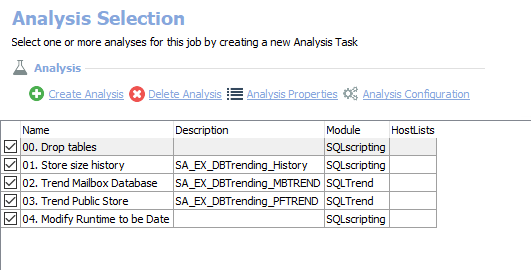 Analysis Selection
Select one or more analyses for this job by creating a new Analysis Task
Analysis
Create Analysis Delete Analysis Analysis Properties Analysis Configuration
Name Description Module HostLists
00. Drop tables SQLscripting
01. Store size history SA_EX_DBTrending_History SQLscripting
02. Trend Mailbox Database SA_EX_DBTrending_MBTREND SQLTrend
03. Trend Public Store SA_EX_DBTrending_PFTREND SQLTrend
04. Modify Runtime to be Date SQLscripting